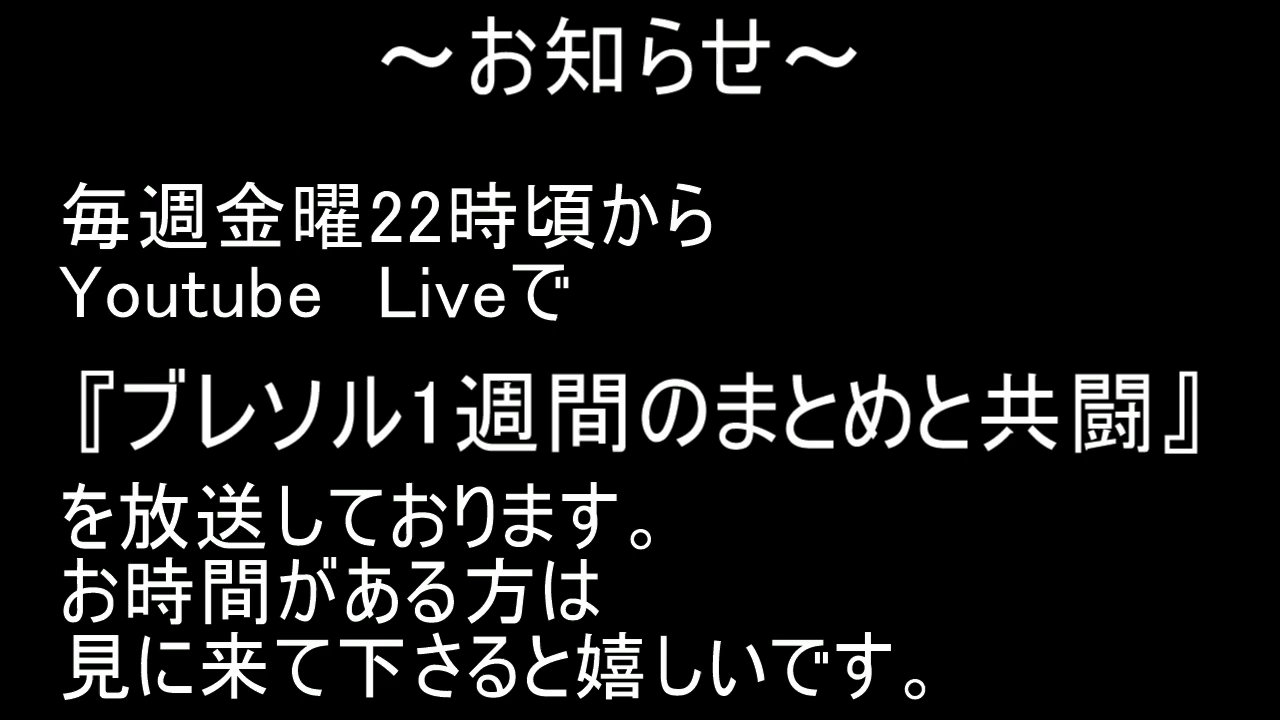 ～お知らせ～
毎週金曜22時頃から
Youtube　Liveで
『ブレソル1週間のまとめと共闘』
を放送しております。
お時間がある方は
見に来て下さると嬉しいです。